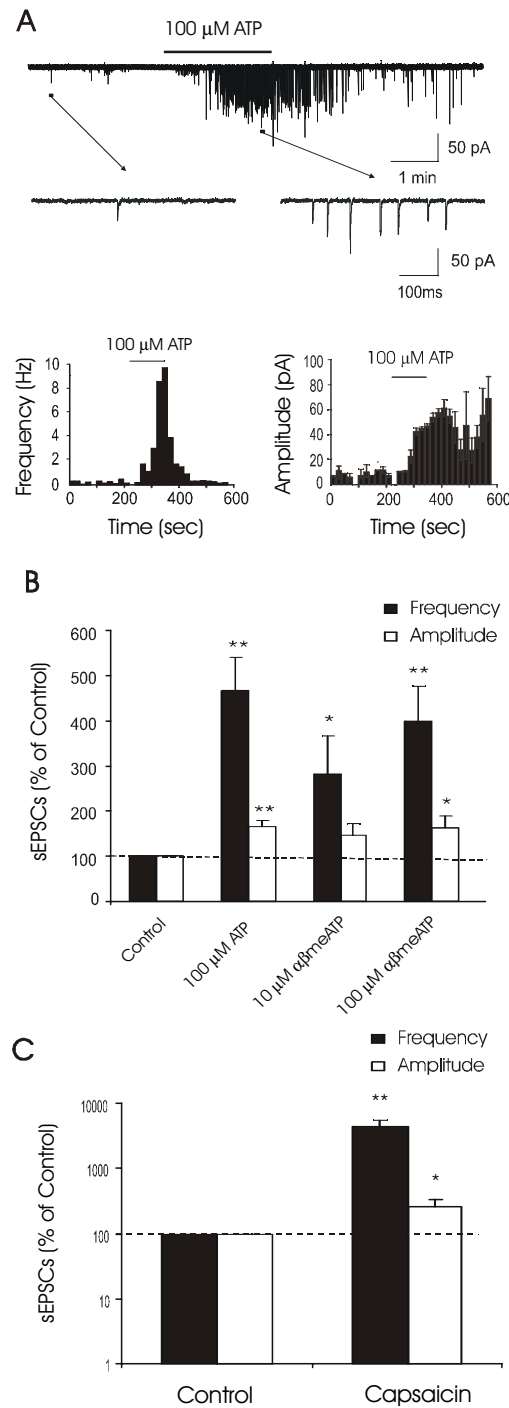 A
100 µM ATP
50 pA
1 min
50 pA
100ms
100 µM ATP
Frequency (Hz)
10
8
6
4
2
0
0 200 400 600
Time (sec)
100 µM ATP
Amplitude (pA)
100
80
60
40
20
0
0 200 400 600
Time (sec)
B
Frequency
Amplitude
sEPSCs (% of Control)
600
500
400
300
200
100
0
**
**
*
**
*
Control
100 µM ATP
10 µM αβmeATP
100 µM αβmeATP
C
Frequency
Amplitude
sEPSCs (% of Control)
10000
1000
100
10
1
**
*
Control
Capsaicin